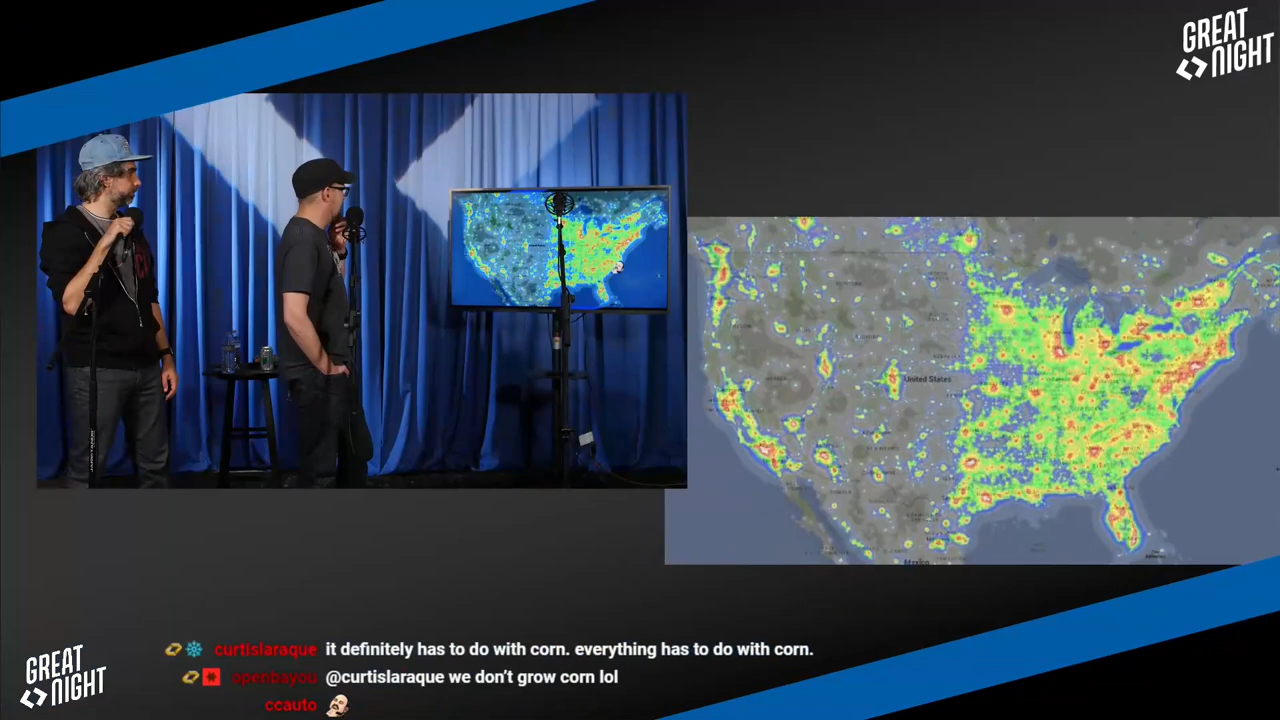 GREAT
NIGHT
United States
Mexico
GREAT
NIGHT
curtislaraque it definitely has to do with corn. everything has to do with corn.
openbayou @curtislaraque we don't grow corn lol
ccauto